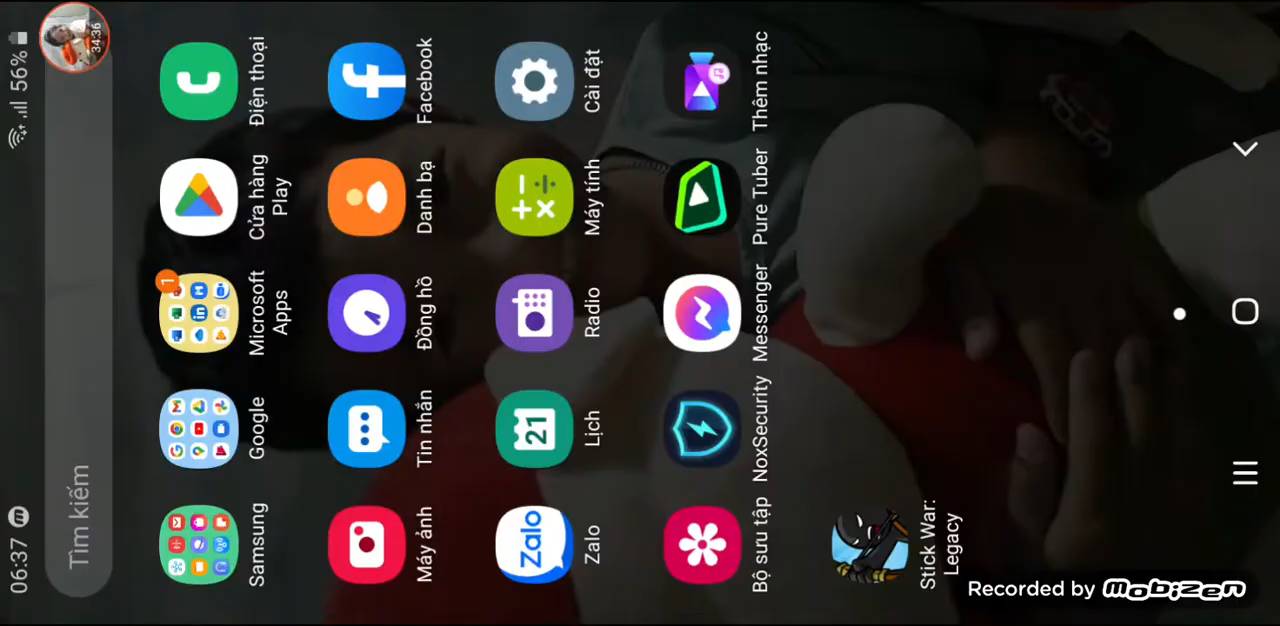 06:37
56%
34:36
Tìm kiếm
Samsung
Google
Microsoft
Apps
Cửa hàng
Play
Điện thoại
Máy ảnh
Tin nhắn
Đồng hồ
Danh bạ
Facebook
Zalo
Zalo
21
Lịch
Radio
Máy tính
Cài đặt
Bộ sưu tập
NoxSecurity
Messenger
Pure Tuber
Thêm nhạc
Stick War:
Legacy
1
Recorded by Mobizen